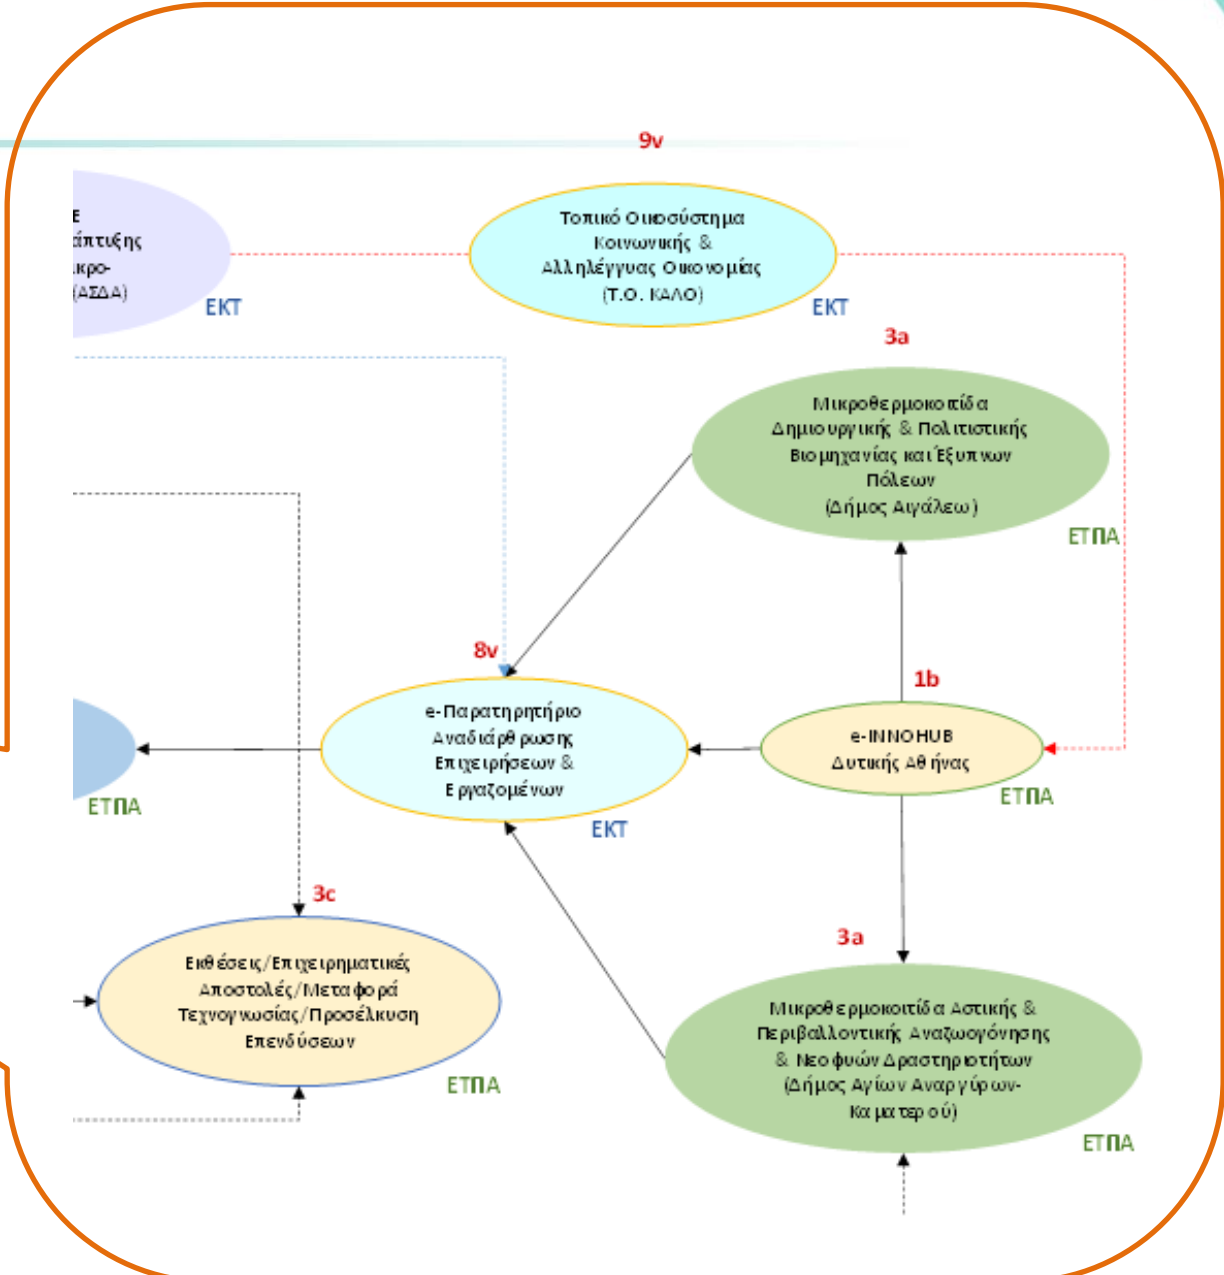 9v
Ε
άπτυξης
ικρο-
(ΑΣΔΑ)
ΕΚΤ
Τοπικό Οικοσύστημα
Κοινωνικής &
Αλληλέγγυας Οικονομίας
(Τ.Ο. ΚΑΛΟ)
ΕΚΤ
3a
Μικροθερμοκοιτίδα
Δημιουργικής & Πολιτιστικής
Βιομηχανίας και Έξυπνων
Πόλεων
(Δήμος Αιγάλεω)
ΕΤΠΑ
8v
e-Παρατηρητήριο
Αναδιάρθρωσης
Επιχειρήσεων &
Εργαζομένων
ΕΚΤ
1b
e-INNOHUB
Δυτικής Αθήνας
ΕΤΠΑ
ΕΤΠΑ
3c
Εκθέσεις/Επιχειρηματικές
Αποστολές/Μεταφορά
Τεχνογνωσίας/Προσέλκυση
Επενδύσεων
ΕΤΠΑ
3a
Μικροθερμοκοιτίδα Αστικής &
Περιβαλλοντικής Αναζωογόνησης
& Νεοφυών Δραστηριοτήτων
(Δήμος Αγίων Αναργύρων-
Καματερού)
ΕΤΠΑ